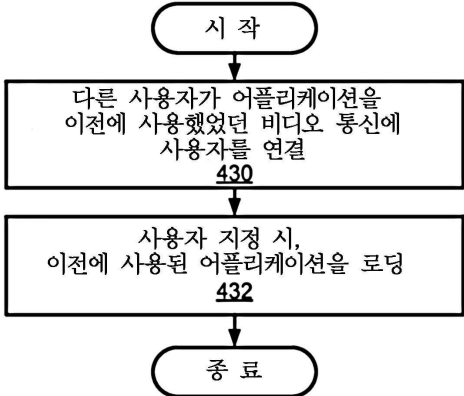 시 작
다른 사용자가 어플리케이션을
이전에 사용했었던 비디오 통신에
사용자를 연결
430
사용자 지정 시,
이전에 사용된 어플리케이션을 로딩
432
종 료